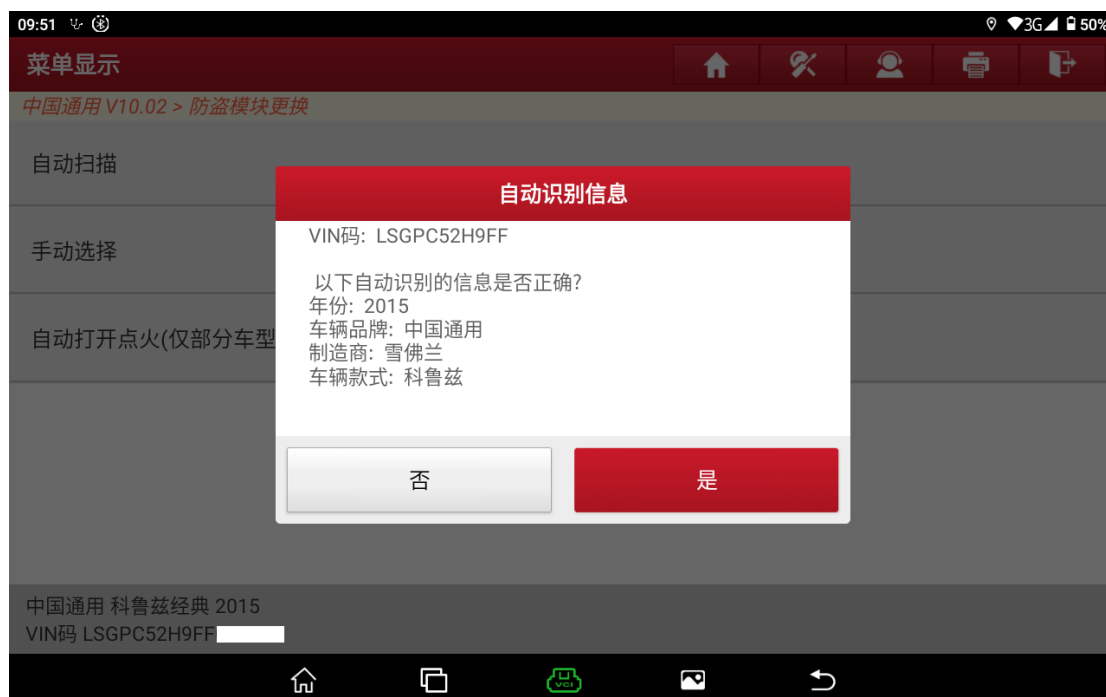 09:51
3G 50%
菜单显示
中国通用 V10.02 > 防盗模块更换
自动扫描
手动选择
自动打开点火(仅部分车型
自动识别信息
VIN码: LSGPC52H9FF
以下自动识别的信息是否正确?
年份: 2015
车辆品牌: 中国通用
制造商: 雪佛兰
车辆款式: 科鲁兹
否
是
中国通用 科鲁兹经典 2015
VIN码 LSGPC52H9FF
VCI